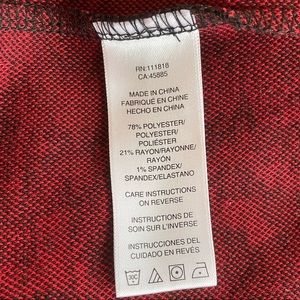 RN:111818
CA:45885
MADE IN CHINA
FABRIQUÉ EN CHINE
HECHO EN CHINA
78% POLYESTER/
POLYESTER/
POLIÉSTER
21% RAYON/RAYONNE/
RAYÓN
1% SPANDEX/
SPANDEX/ELASTANO
CARE INSTRUCTIONS
ON REVERSE
INSTRUCTIONS DE
SOIN SUR L'INVERSE
INSTRUCCIONES DEL
CUIDADO EN REVÉS
30C